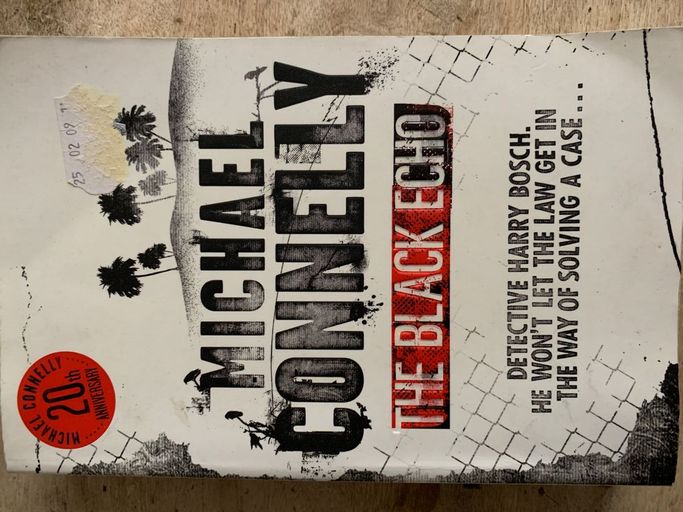 25 02 09
MICHAEL
CONNELLY
THE BLACK ECHO
DETECTIVE HARRY BOSCH.
HE WON'T LET THE LAW GET IN
THE WAY OF SOLVING A CASE...
MICHAEL CONNELLY
20th
ANNIVERSARY